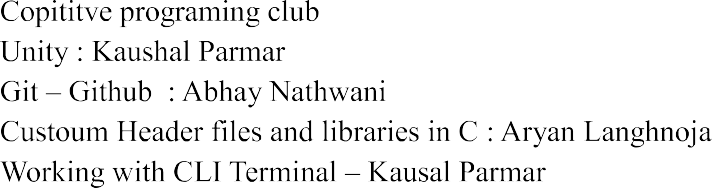 Copititve programing club
Unity : Kaushal Parmar
Git – Github  : Abhay Nathwani
Custoum Header files and libraries in C : Aryan Langhnoja
Working with CLI Terminal – Kausal Parmar